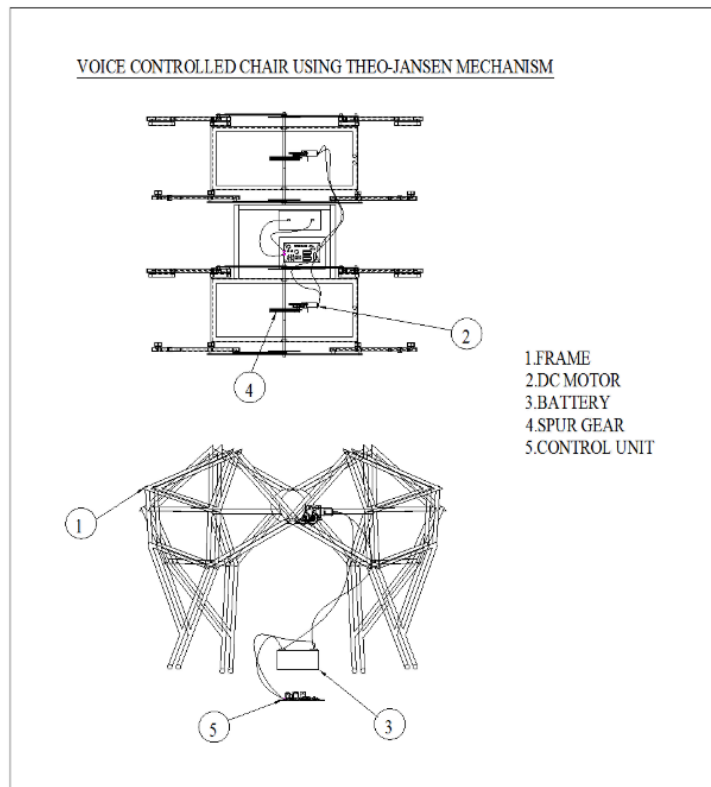 VOICE CONTROLLED CHAIR USING THEO-JANSEN MECHANISM
2
4
1.FRAME
2.DC MOTOR
3.BATTERY
4.SPUR GEAR
5.CONTROL UNIT
1
5
3